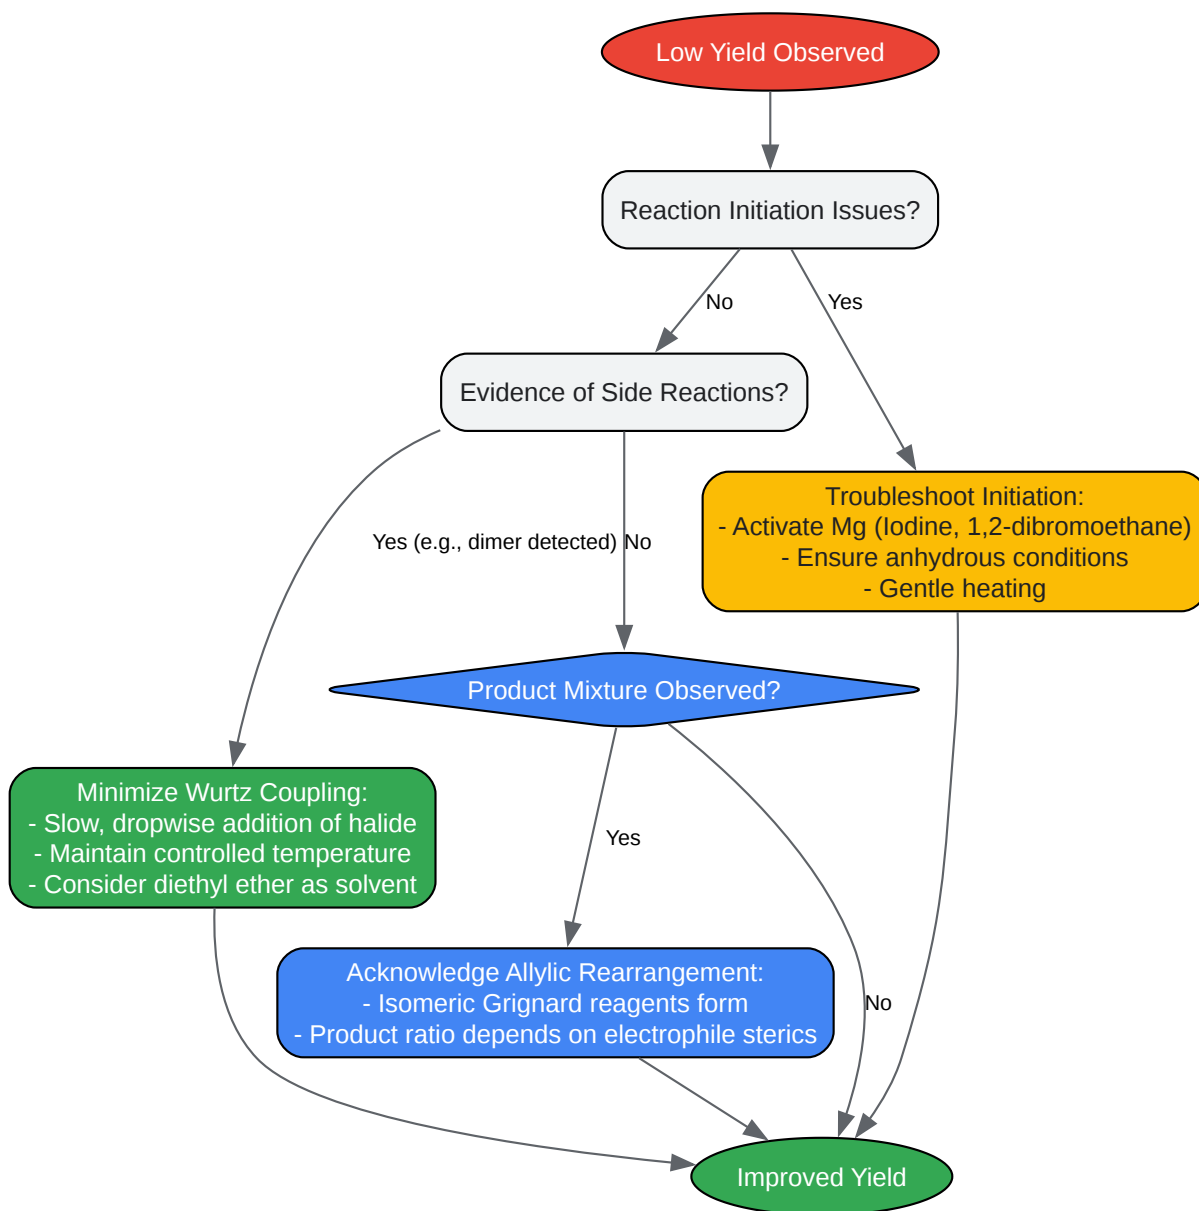 Low Yield Observed
Reaction Initiation Issues?
No
Yes
Evidence of Side Reactions?
Troubleshoot Initiation:
- Activate Mg (Iodine, 1,2-dibromoethane)
- Ensure anhydrous conditions
- Gentle heating
Yes (e.g., dimer detected)
No
Product Mixture Observed?
Minimize Wurtz Coupling:
- Slow, dropwise addition of halide
- Maintain controlled temperature
- Consider diethyl ether as solvent
Yes
Acknowledge Allylic Rearrangement:
- Isomeric Grignard reagents form
- Product ratio depends on electrophile sterics
No
Improved Yield